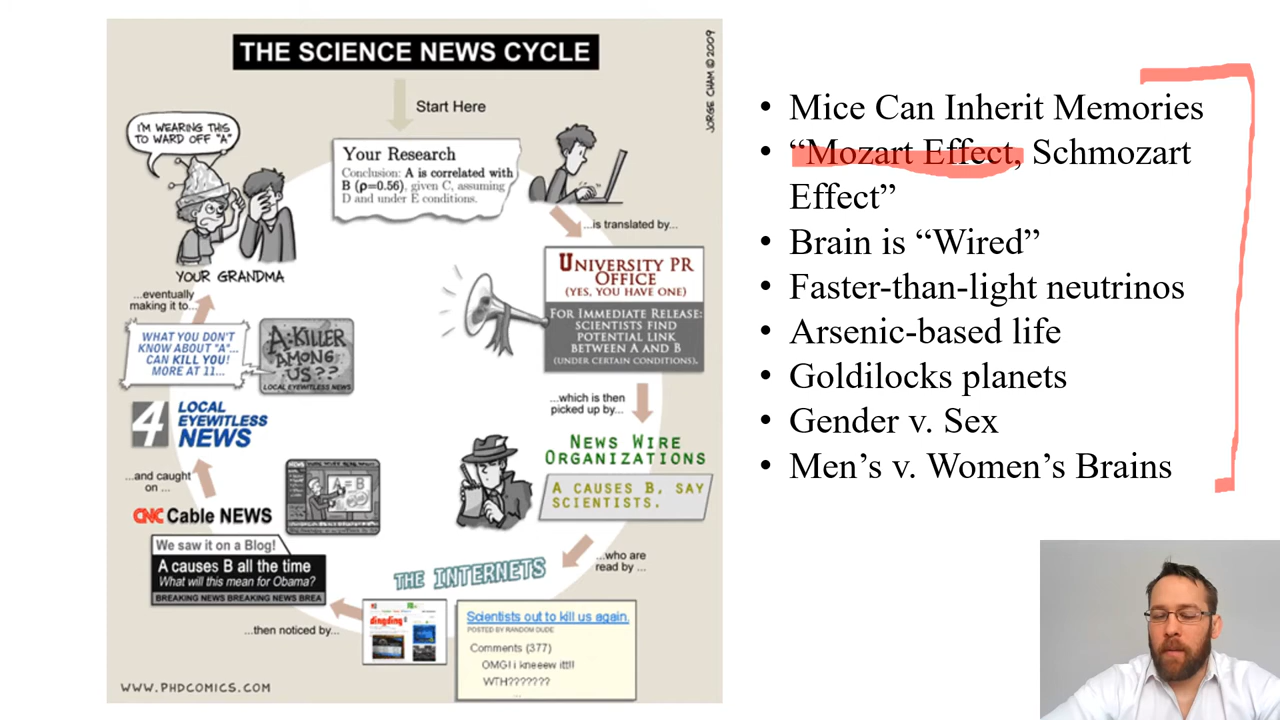 THE SCIENCE NEWS CYCLE
JORGE CHAM © 2009
Start Here
I'M WEARING THIS
TO WARD OFF "A"
Your Research
Conclusion: A is correlated with
B (ρ=0.56), given C, assuming
D and under E conditions.
...is translated by...
UNIVERSITY PR
OFFICE
(YES, YOU HAVE ONE)
FOR IMMEDIATE RELEASE:
SCIENTISTS FIND
POTENTIAL LINK
BETWEEN A AND B
(UNDER CERTAIN CONDITIONS).
...which is then
picked up by...
NEWS WIRE
ORGANIZATIONS
A CAUSES B, SAY
SCIENTISTS.
...who are
read by ...
THE INTERNETS
Scientists out to kill us again.
POSTED BY RANDOM DUDE
Comments (377)
OMG! i kneeew it!!
WTH???????
dingding
...then noticed by...
We saw it on a Blog!
A causes B all the time
What will this mean for Obama?
BREAKING NEWS BREAKING NEWS BREA
CNC Cable NEWS
A=B
...and caught
on ...
4 LOCAL
EYEWITLESS
NEWS
WHAT YOU DON'T
KNOW ABOUT "A"...
CAN KILL YOU!
MORE AT 11...
A:KILLER
AMONG
US??
LOCAL EYEWITLESS NEWS
...eventually
making it to...
YOUR GRANDMA
WWW.PHDCOMICS.COM
• Mice Can Inherit Memories
• “Mozart Effect, Schmozart
Effect”
• Brain is “Wired”
• Faster-than-light neutrinos
• Arsenic-based life
• Goldilocks planets
• Gender v. Sex
• Men’s v. Women’s Brains